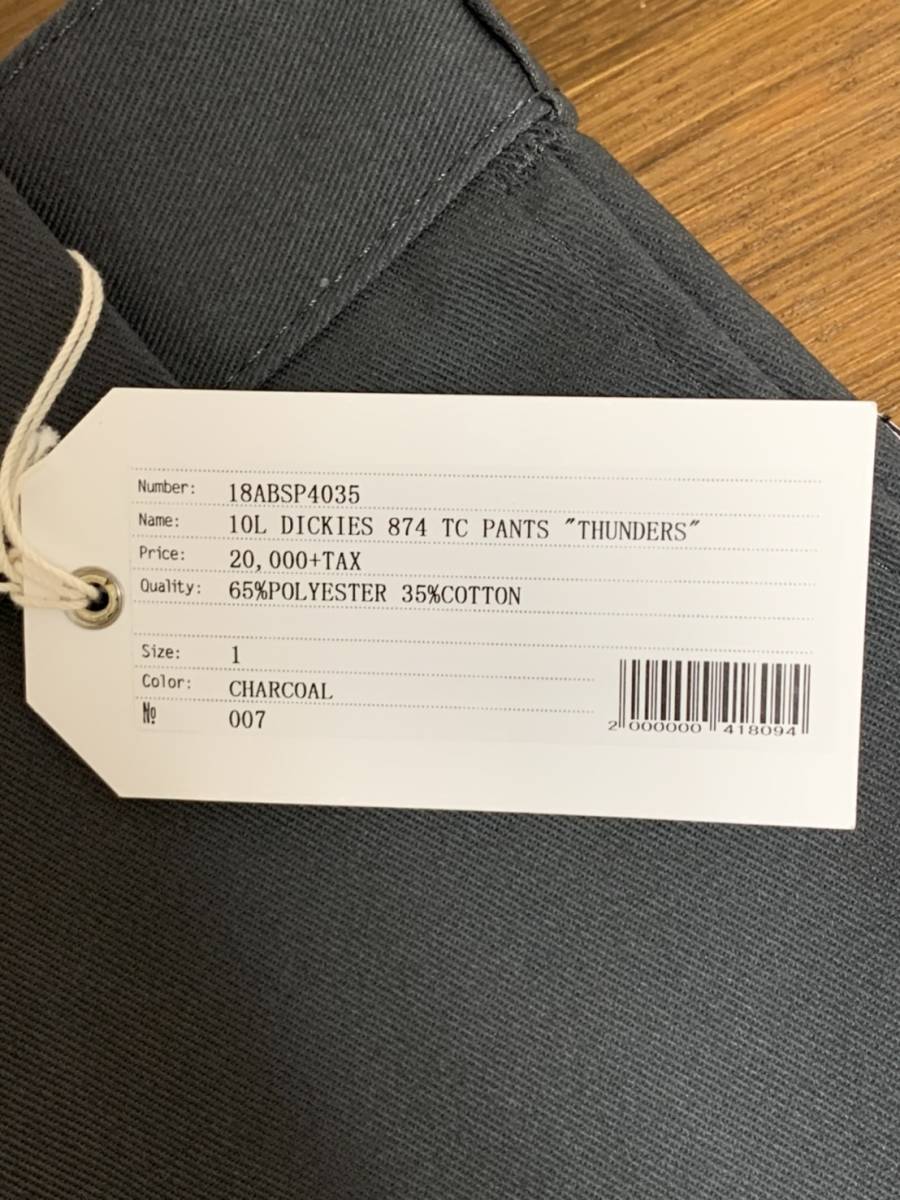 Number: 18ABSP4035
Name: 10L DICKIES 874 TC PANTS "THUNDERS"
Price: 20,000+TAX
Quality: 65%POLYESTER 35%COTTON
Size: 1
Color: CHARCOAL
№ 007
2 000000 418094